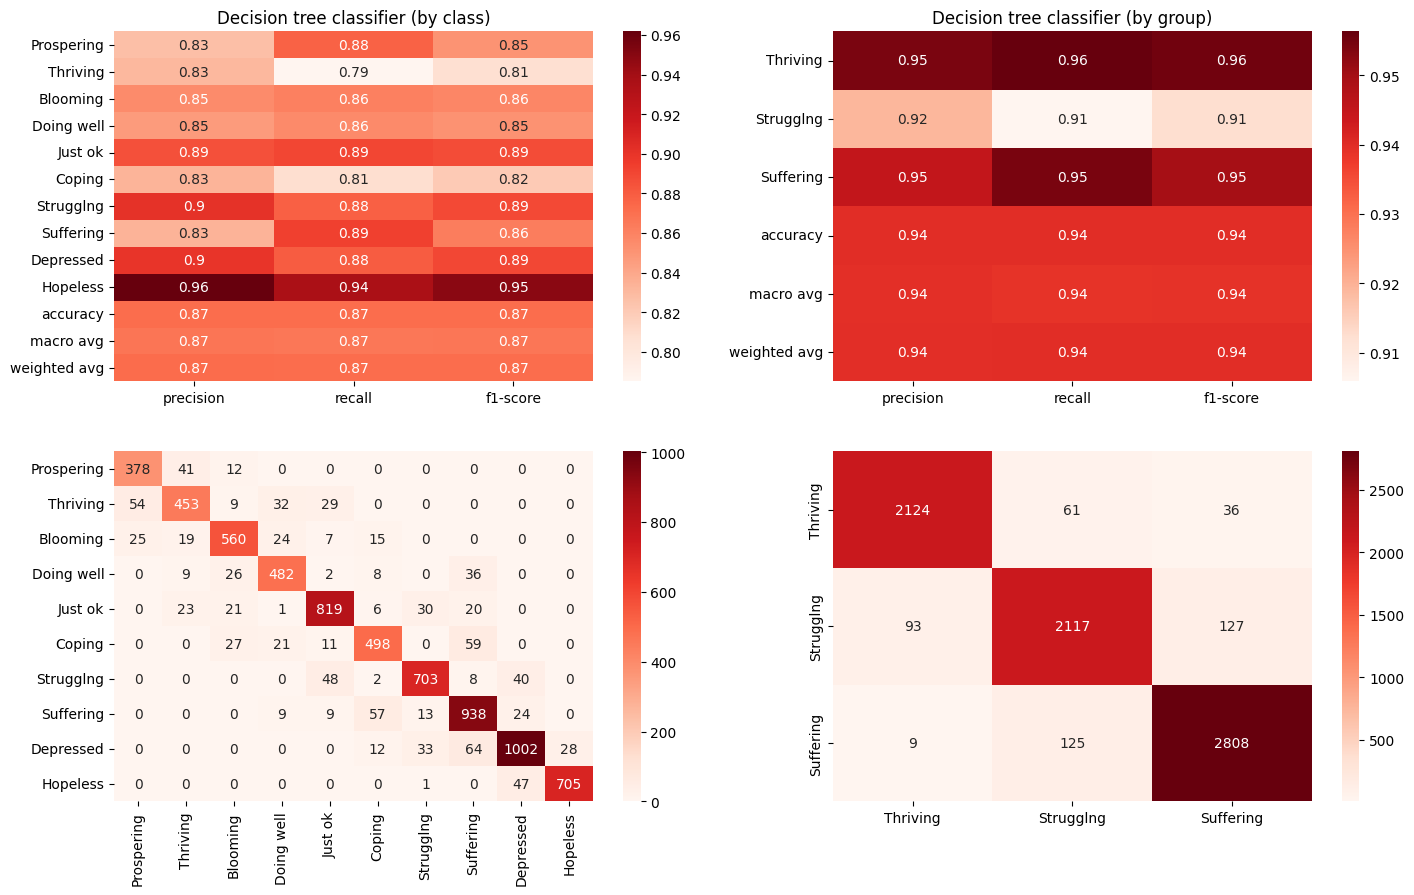 Decision tree classifier (by class)
Prospering 0.83 0.88 0.85
Thriving 0.83 0.79 0.81
Blooming 0.85 0.86 0.86
Doing well 0.85 0.86 0.85
Just ok 0.89 0.89 0.89
Coping 0.83 0.81 0.82
StruggIng 0.9 0.88 0.89
Suffering 0.83 0.89 0.86
Depressed 0.9 0.88 0.89
Hopeless 0.96 0.94 0.95
accuracy 0.87 0.87 0.87
macro avg 0.87 0.87 0.87
weighted avg 0.87 0.87 0.87
precision recall f1-score
0.96
0.94
0.92
0.90
0.88
0.86
0.84
0.82
0.80
Decision tree classifier (by group)
Thriving 0.95 0.96 0.96
StruggIng 0.92 0.91 0.91
Suffering 0.95 0.95 0.95
accuracy 0.94 0.94 0.94
macro avg 0.94 0.94 0.94
weighted avg 0.94 0.94 0.94
precision recall f1-score
0.95
0.94
0.93
0.92
0.91
Prospering 378 41 12 0 0 0 0 0 0 0
Thriving 54 453 9 32 29 0 0 0 0 0
Blooming 25 19 560 24 7 15 0 0 0 0
Doing well 0 9 26 482 2 8 0 36 0 0
Just ok 0 23 21 1 819 6 30 20 0 0
Coping 0 0 27 21 11 498 0 59 0 0
StruggIng 0 0 0 0 48 2 703 8 40 0
Suffering 0 0 0 9 9 57 13 938 24 0
Depressed 0 0 0 0 0 12 33 64 1002 28
Hopeless 0 0 0 0 0 0 1 0 47 705
Prospering Thriving Blooming Doing well Just ok Coping StruggIng Suffering Depressed Hopeless
1000
800
600
400
200
0
Thriving 2124 61 36
StruggIng 93 2117 127
Suffering 9 125 2808
Thriving StruggIng Suffering
2500
2000
1500
1000
500